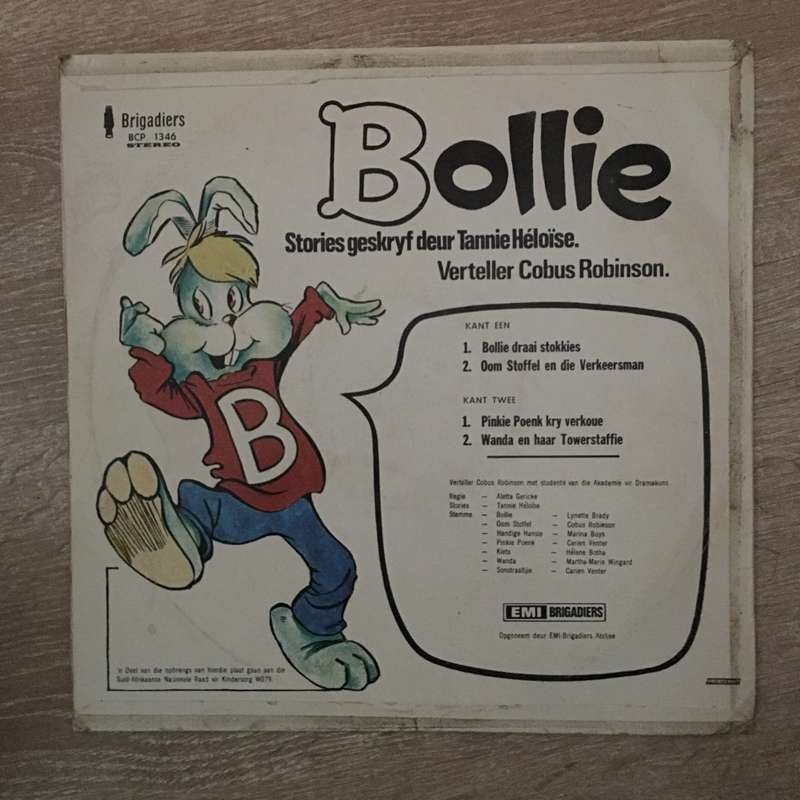 Brigadiers
BCP 1346
STEREO
Bollie
Stories geskryf deur Tannie Héloïse.
Verteller Cobus Robinson.
KANT EEN
1. Bollie draai stokkies
2. Oom Stoffel en die Verkeersman
KANT TWEE
1. Pinkie Poenk kry verkoue
2. Wanda en haar Towerstaffie
Verteller Cobus Robinson met studente van die Akademie vir Dramakuns
Regie — Aletta Gericke
Stories — Tannie Héloïse
Stemme — Bollie — Lynette Brady
— Oom Stoffel — Cobus Robinson
— Handige Hansie — Marina Buys
— Pinkie Poenk — Carien Venter
— Kiets — Hélene Botha
— Wanda — Martha-Marie Wingard
— Sonstraaltjie — Carien Venter
EMI BRIGADIERS
Opgneem deur EMI-Brigadiers Ateljee
B
'n Deel van die opbrengs van hierdie plaat gaan aan die
Suid-Afrikaanse Nasionale Raad vir Kindersorg WO79.